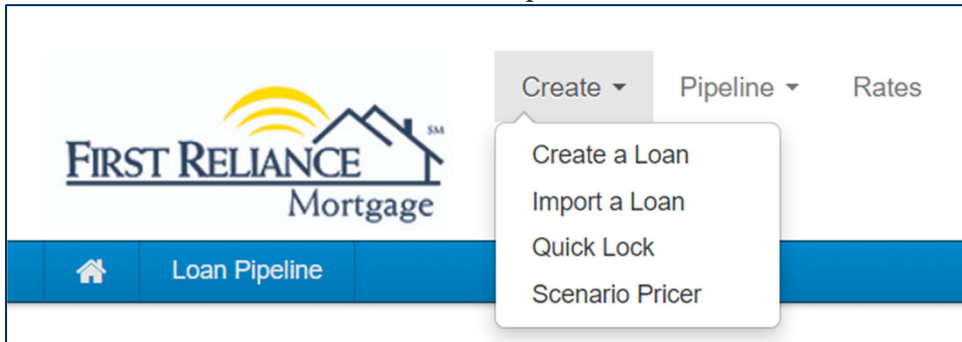 Create Pipeline Rates
FIRST RELIANCE SM
Mortgage
Create a Loan
Import a Loan
Quick Lock
Scenario Pricer
Loan Pipeline